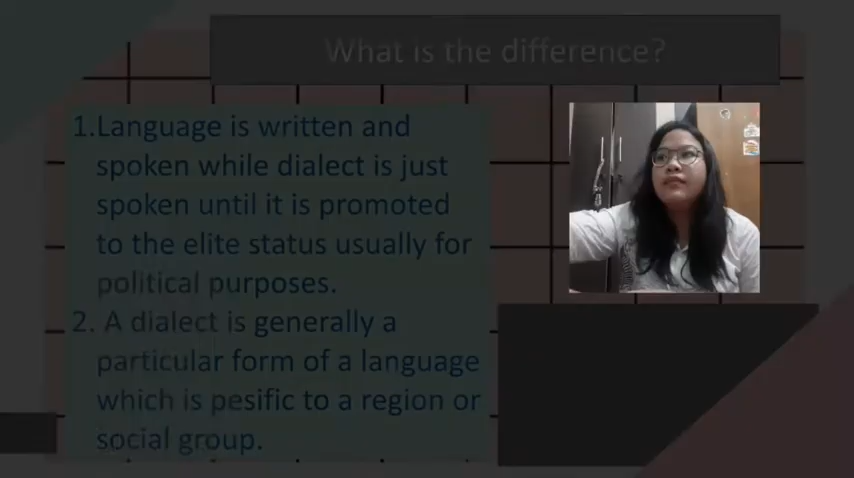 What is the difference?
1.Language is written and
spoken while dialect is just
spoken until it is promoted
to the elite status usually for
political purposes.
2. A dialect is generally a
particular form of a language
which is pesific to a region or
social group.